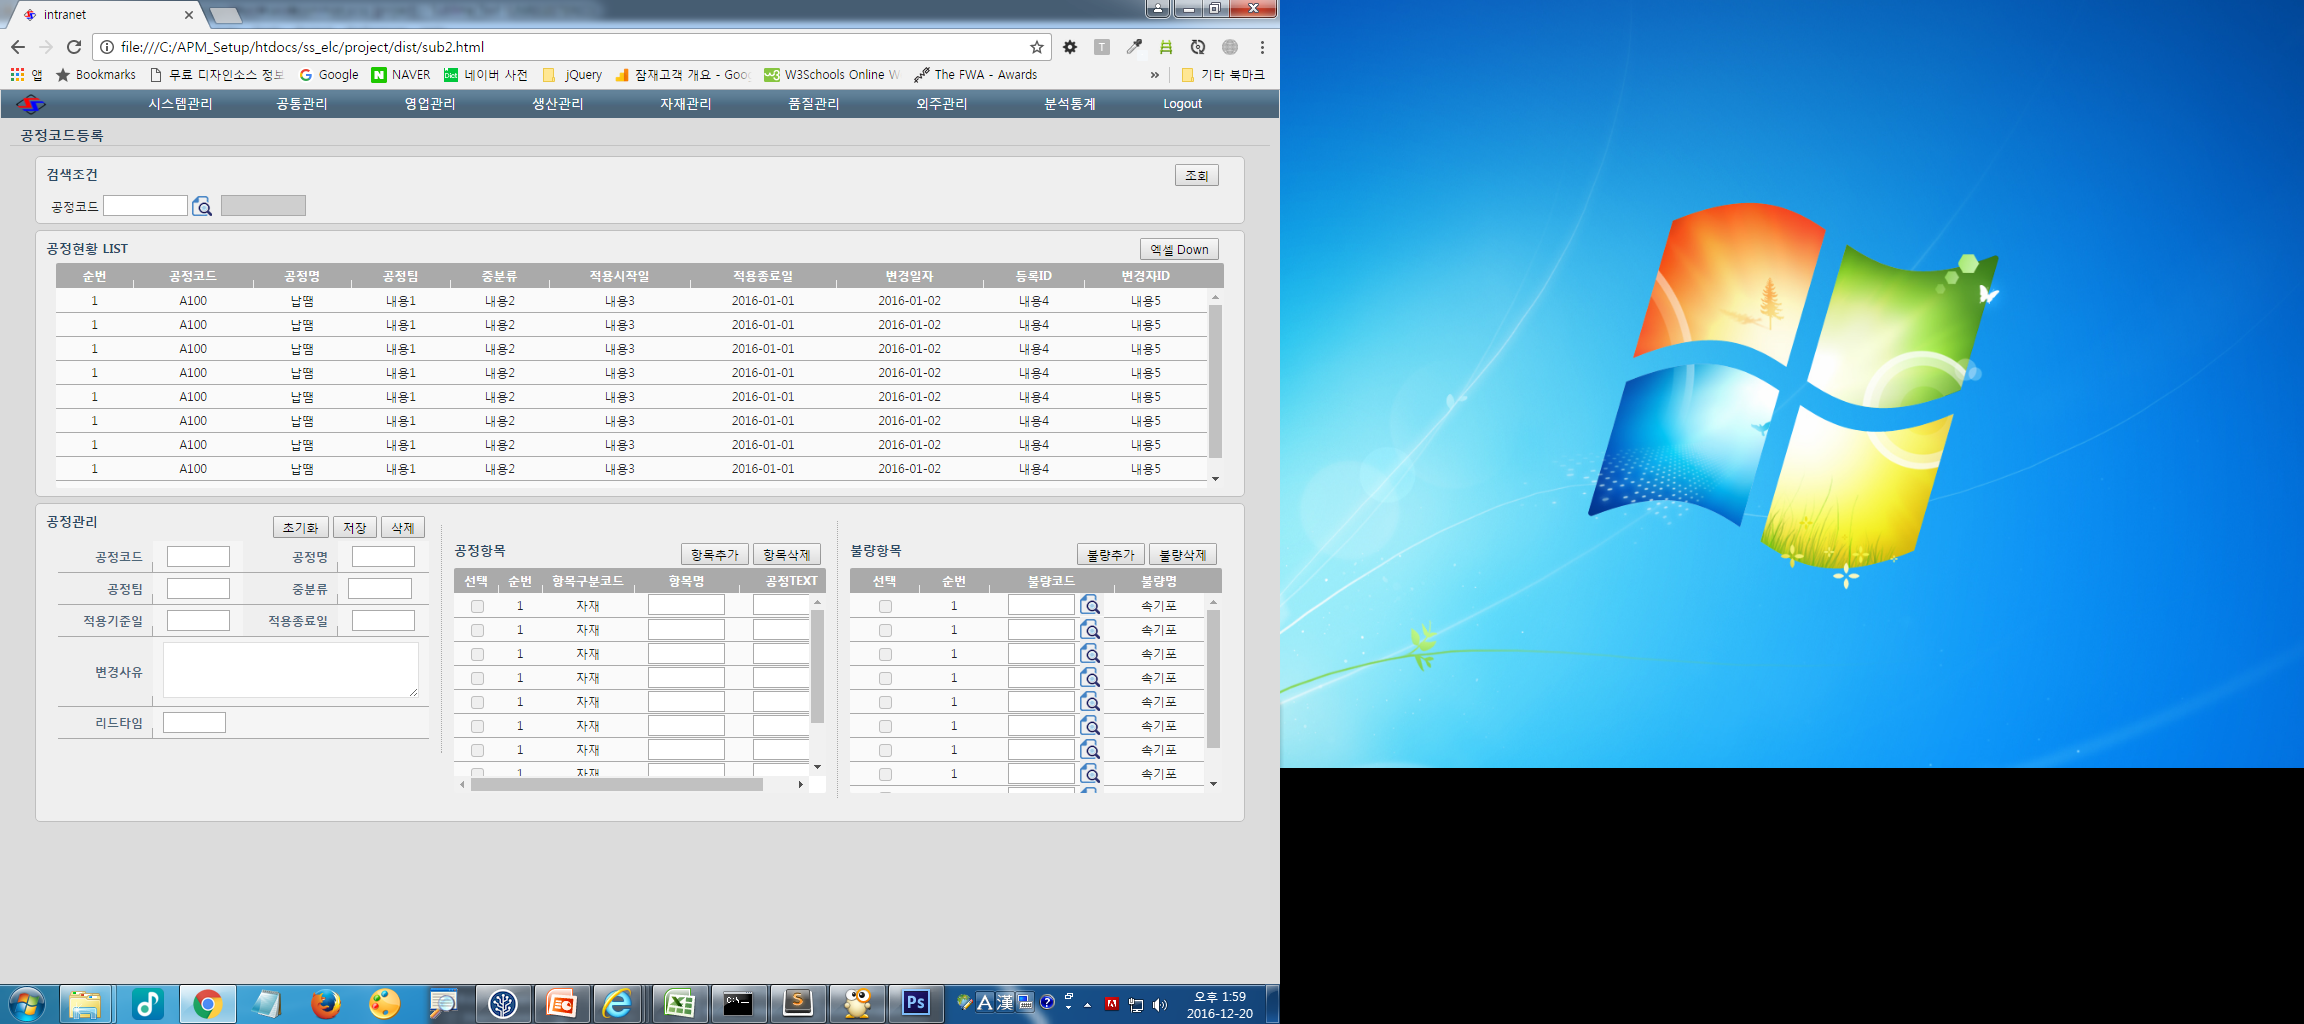 intranet
file:///C:/APM_Setup/htdocs/ss_elc/project/dist/sub2.html
앱 Bookmarks 무료 디자인소스 정보 Google NAVER 네이버 사전 jQuery 잠재고객 개요 - Goo W3Schools Online W The FWA - Awards » 기타 북마크
시스템관리 공통관리 영업관리 생산관리 자재관리 품질관리 외주관리 분석통계 Logout
공정코드등록
검색조건 조회
공정코드
공정현황 LIST 엑셀 Down
순번 공정코드 공정명 공정팀 중분류 적용시작일 적용종료일 변경일자 등록ID 변경자ID
1 A100 납땜 내용1 내용2 내용3 2016-01-01 2016-01-02 내용4 내용5
1 A100 납땜 내용1 내용2 내용3 2016-01-01 2016-01-02 내용4 내용5
1 A100 납땜 내용1 내용2 내용3 2016-01-01 2016-01-02 내용4 내용5
1 A100 납땜 내용1 내용2 내용3 2016-01-01 2016-01-02 내용4 내용5
1 A100 납땜 내용1 내용2 내용3 2016-01-01 2016-01-02 내용4 내용5
1 A100 납땜 내용1 내용2 내용3 2016-01-01 2016-01-02 내용4 내용5
1 A100 납땜 내용1 내용2 내용3 2016-01-01 2016-01-02 내용4 내용5
1 A100 납땜 내용1 내용2 내용3 2016-01-01 2016-01-02 내용4 내용5
공정관리 초기화 저장 삭제
공정코드 공정명
공정팀 중분류
적용기준일 적용종료일
변경사유
리드타임
공정항목 항목추가 항목삭제
선택 순번 항목구분코드 항목명 공정TEXT
1 자재
1 자재
1 자재
1 자재
1 자재
1 자재
1 자재
1 자재
불량항목 불량추가 불량삭제
선택 순번 불량코드 불량명
1 속기포
1 속기포
1 속기포
1 속기포
1 속기포
1 속기포
1 속기포
1 속기포
A 漢 오후 1:59
2016-12-20